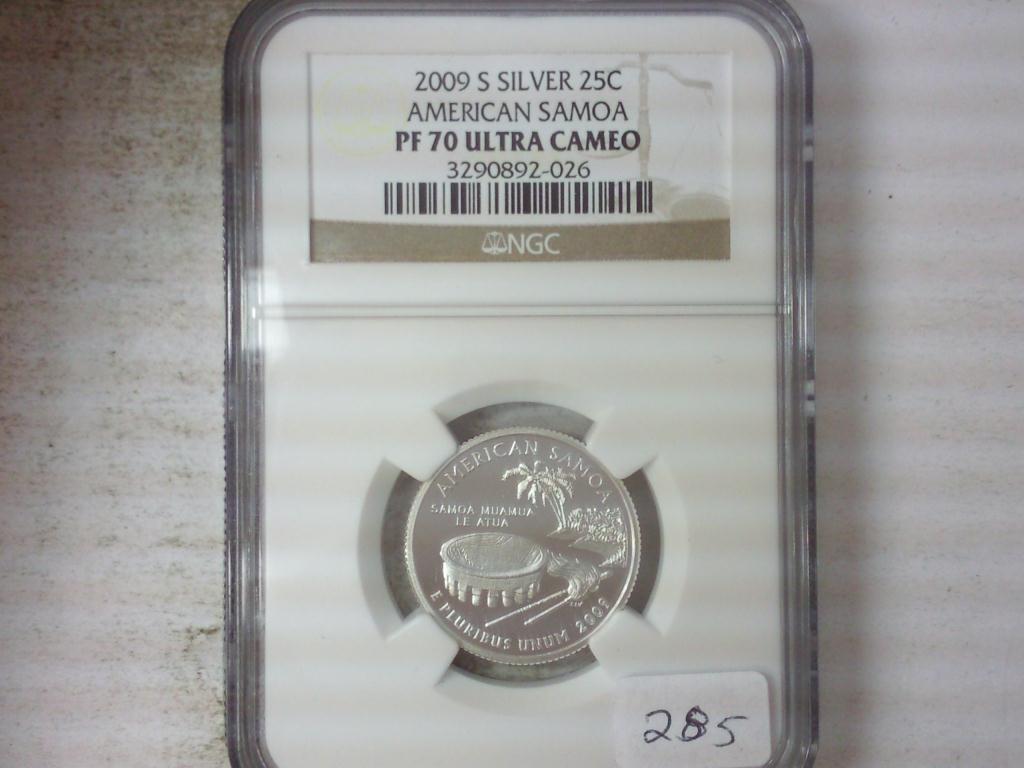 2009 S SILVER 25C
AMERICAN SAMOA
PF 70 ULTRA CAMEO
3290892-026
NGC
AMERICAN SAMOA
SAMOA MUAMUA
LE ATUA
E PLURIBUS UNUM 2009
285